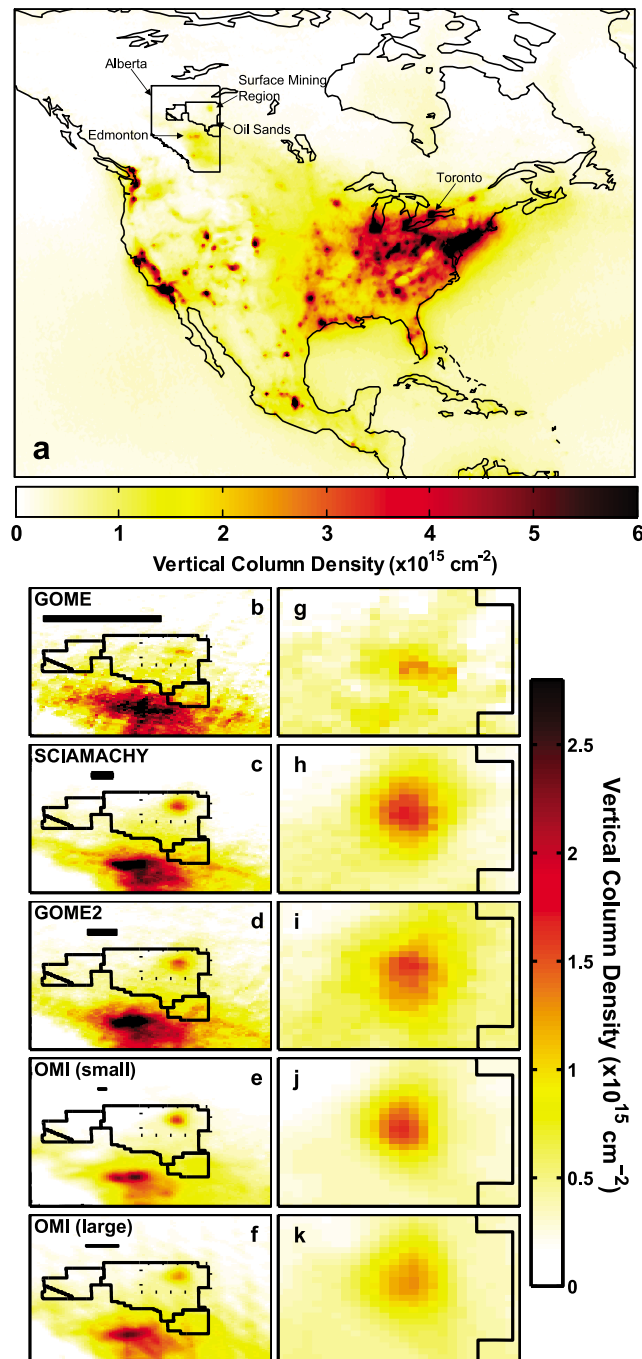 Alberta
Surface Mining
Region
Edmonton
Oil Sands
Toronto
a
0 1 2 3 4 5 6
Vertical Column Density (x10^15 cm^-2)
GOME b g
SCIAMACHY c h
GOME2 d i
OMI (small) e j
OMI (large) f k
2.5
2
1.5
1
0.5
0
Vertical Column Density (x10^15 cm^-2)